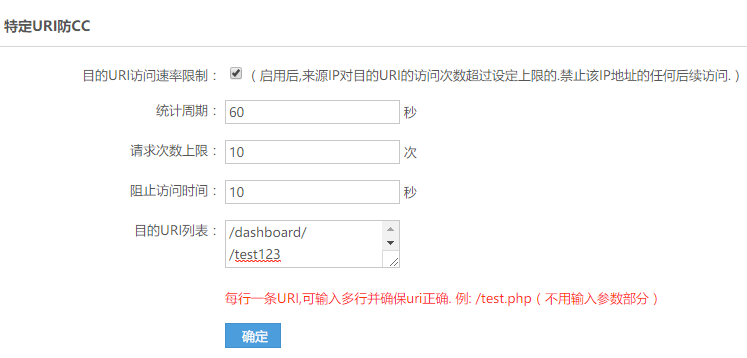 特定URI防CC
目的URI访问速率限制： （启用后,来源IP对目的URI的访问次数超过设定上限的.禁止该IP地址的任何后续访问.）
统计周期： 60 秒
请求次数上限： 10 次
阻止访问时间： 10 秒
目的URI列表： /dashboard/
/test123
每行一条URI,可输入多行并确保uri正确. 例: /test.php（不用输入参数部分）
确定